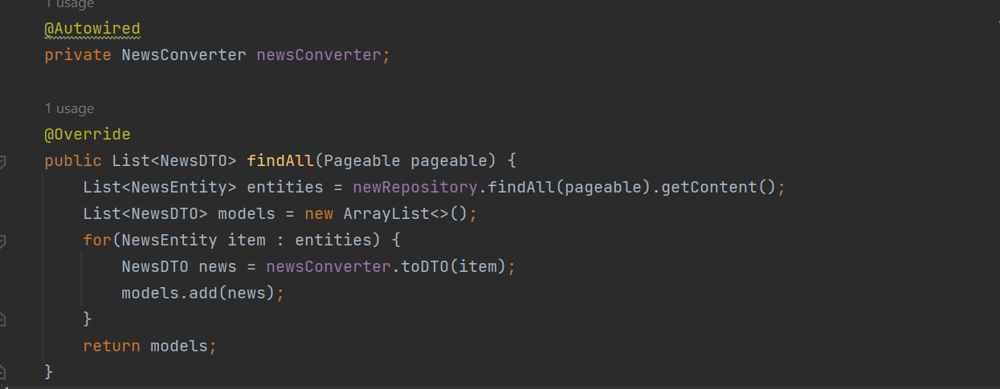 1 usage
@Autowired
private NewsConverter newsConverter;
1 usage
@Override
public List<NewsDTO> findAll(Pageable pageable) {
List<NewsEntity> entities = newRepository.findAll(pageable).getContent();
List<NewsDTO> models = new ArrayList<>();
for(NewsEntity item : entities) {
NewsDTO news = newsConverter.toDTO(item);
models.add(news);
}
return models;
}